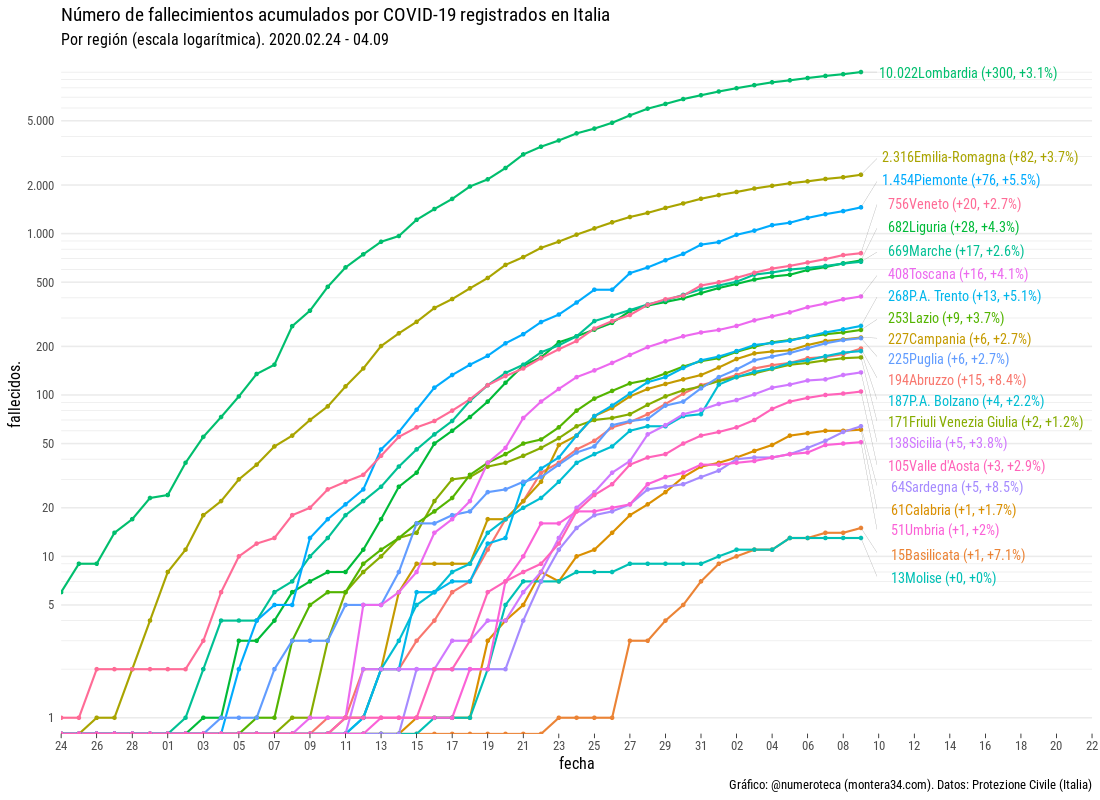 Número de fallecimientos acumulados por COVID-19 registrados en Italia
Por región (escala logarítmica). 2020.02.24 - 04.09
10.022Lombardia (+300, +3.1%)
5.000
2.316Emilia-Romagna (+82, +3.7%)
2.000
1.454Piemonte (+76, +5.5%)
756Veneto (+20, +2.7%)
682Liguria (+28, +4.3%)
1.000
669Marche (+17, +2.6%)
408Toscana (+16, +4.1%)
500
268P.A. Trento (+13, +5.1%)
253Lazio (+9, +3.7%)
227Campania (+6, +2.7%)
200
225Puglia (+6, +2.7%)
194Abruzzo (+15, +8.4%)
100
187P.A. Bolzano (+4, +2.2%)
171Friuli Venezia Giulia (+2, +1.2%)
50
138Sicilia (+5, +3.8%)
105Valle d'Aosta (+3, +2.9%)
64Sardegna (+5, +8.5%)
20
61Calabria (+1, +1.7%)
51Umbria (+1, +2%)
10
15Basilicata (+1, +7.1%)
13Molise (+0, +0%)
5
1
fallecidos.
24 26 28 01 03 05 07 09 11 13 15 17 19 21 23 25 27 29 31 02 04 06 08 10 12 14 16 18 20 22
fecha
Gráfico: @numeroteca (montera34.com). Datos: Protezione Civile (Italia)